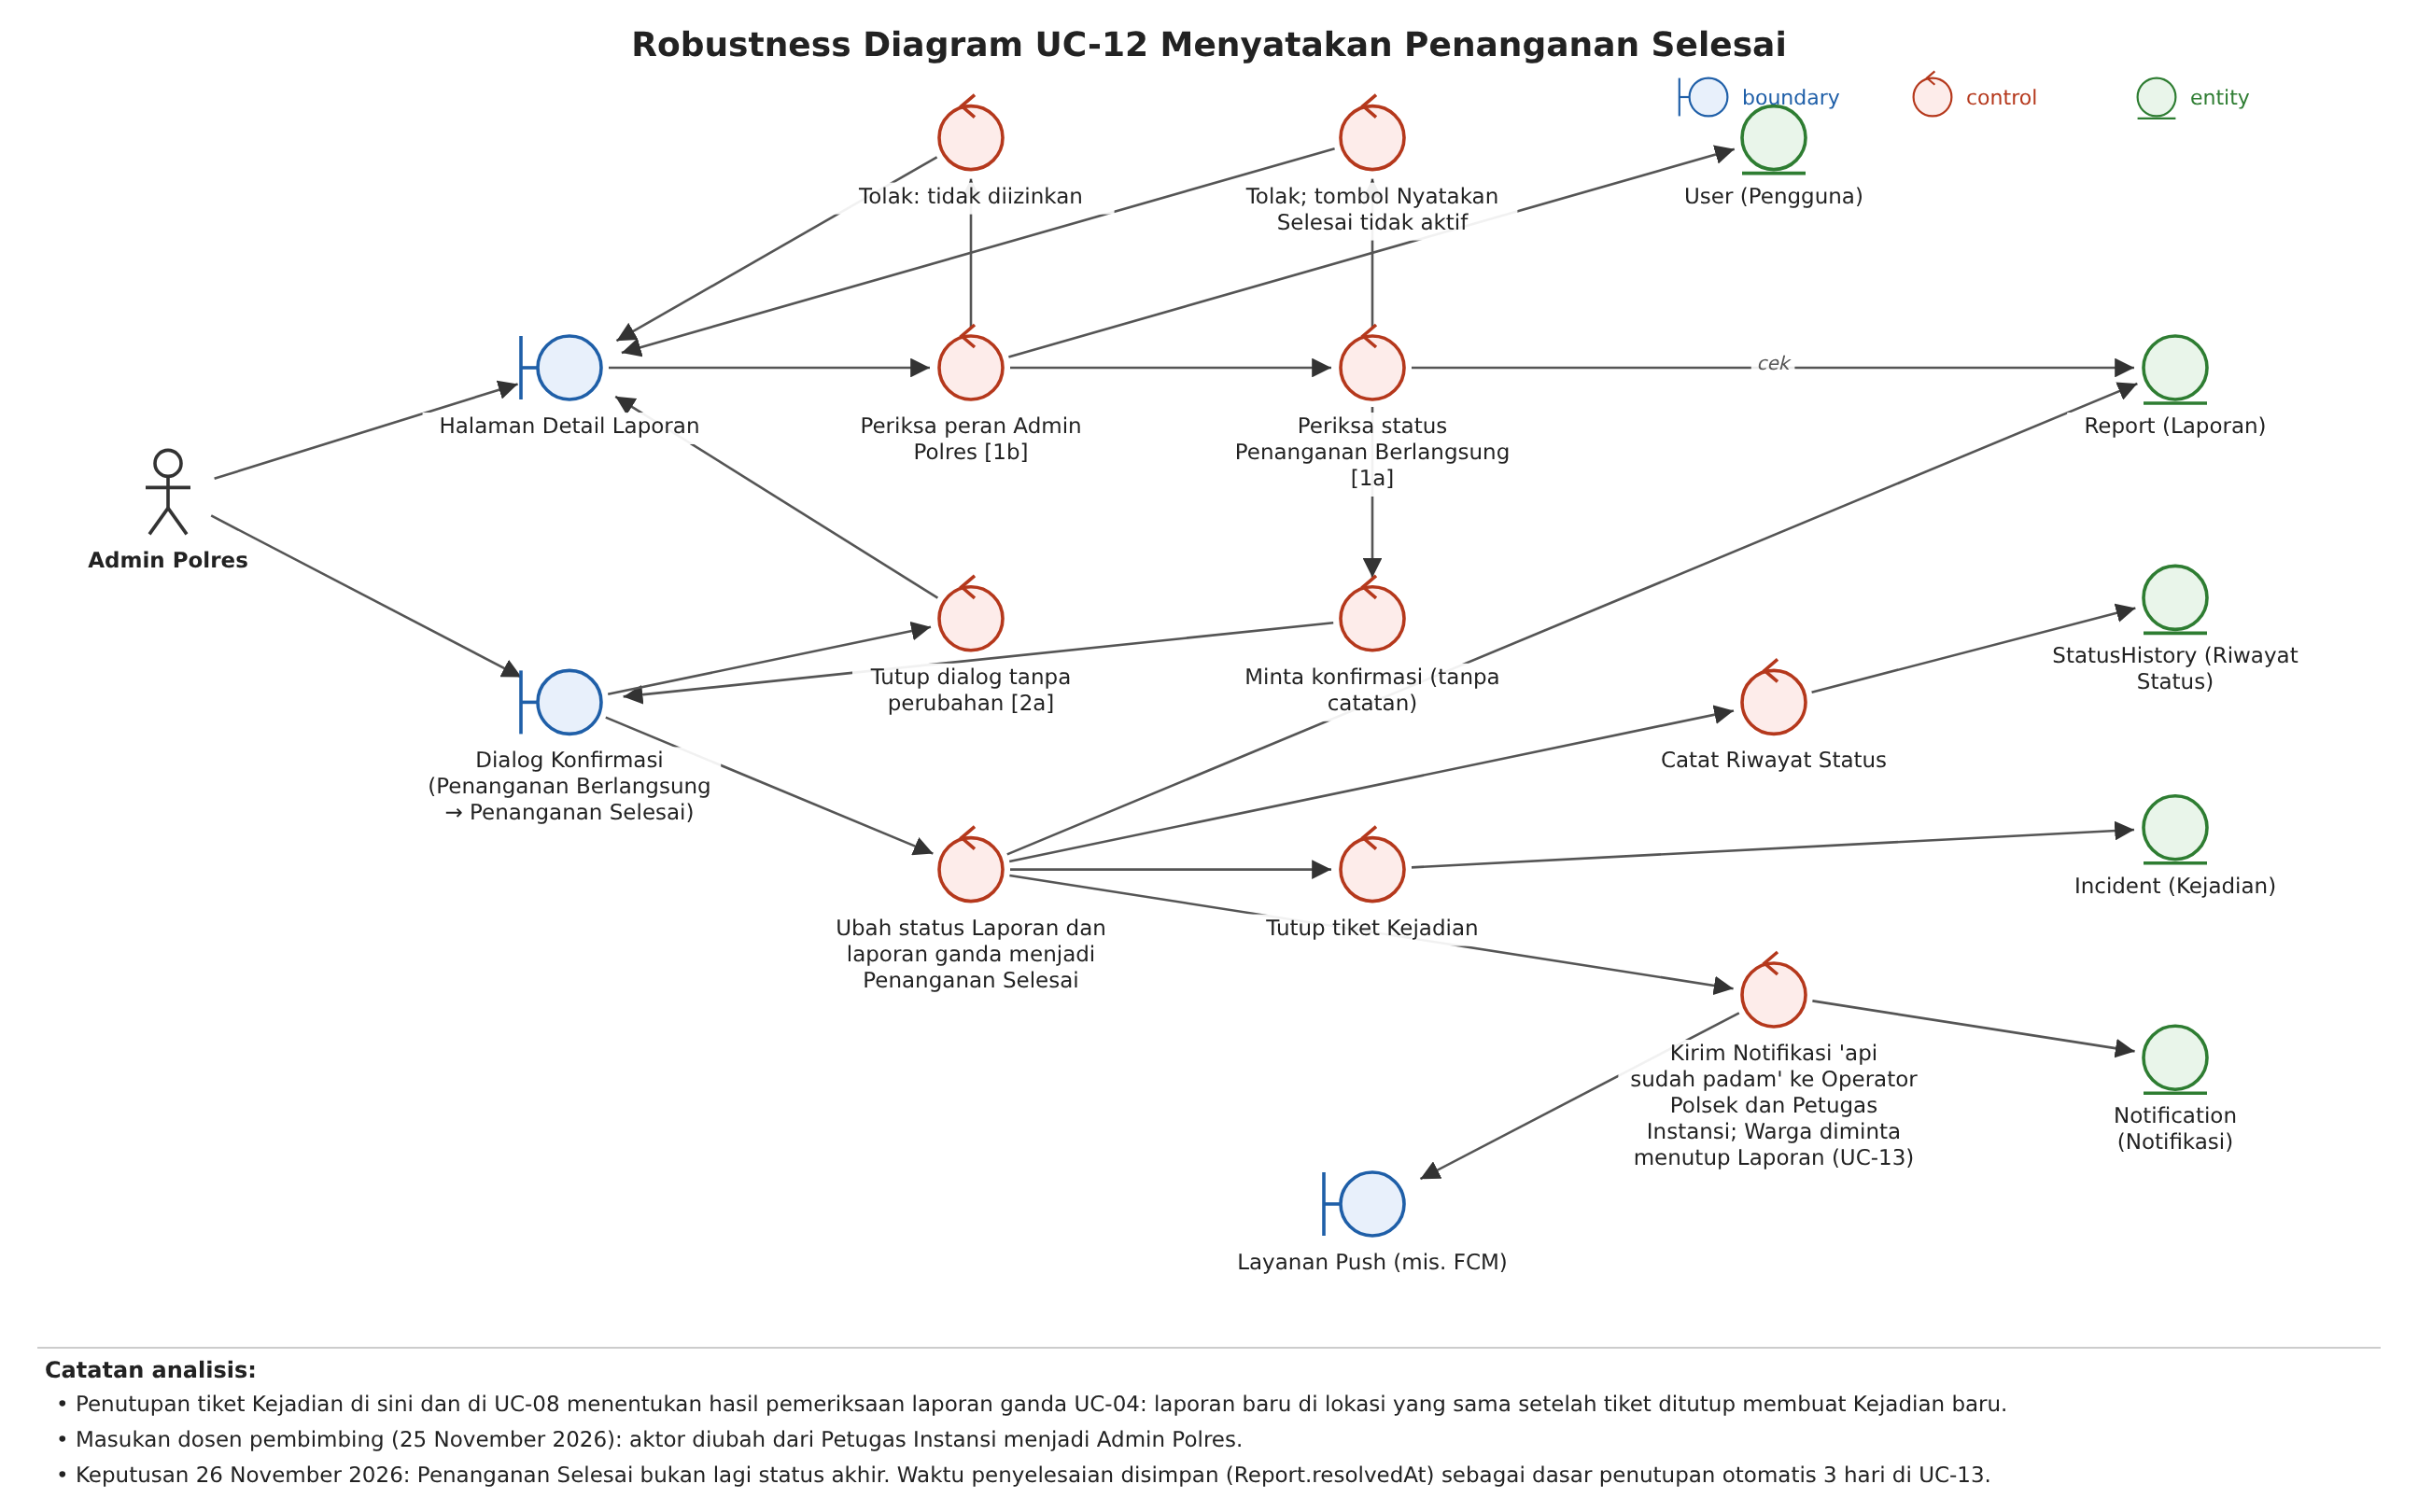 Robustness Diagram UC-12 Menyatakan Penanganan Selesai
boundary
control
entity
Tolak: tidak diizinkan
Tolak; tombol Nyatakan
Selesai tidak aktif
User (Pengguna)
cek
Halaman Detail Laporan
Periksa peran Admin
Polres [1b]
Periksa status
Penanganan Berlangsung
[1a]
Report (Laporan)
Admin Polres
Tutup dialog tanpa
perubahan [2a]
Minta konfirmasi (tanpa
catatan)
StatusHistory (Riwayat
Status)
Dialog Konfirmasi
(Penanganan Berlangsung
→ Penanganan Selesai)
Catat Riwayat Status
Ubah status Laporan dan
laporan ganda menjadi
Penanganan Selesai
Tutup tiket Kejadian
Incident (Kejadian)
Kirim Notifikasi 'api
sudah padam' ke Operator
Polsek dan Petugas
Instansi; Warga diminta
menutup Laporan (UC-13)
Notification
(Notifikasi)
Layanan Push (mis. FCM)
Catatan analisis:
• Penutupan tiket Kejadian di sini dan di UC-08 menentukan hasil pemeriksaan laporan ganda UC-04: laporan baru di lokasi yang sama setelah tiket ditutup membuat Kejadian baru.
• Masukan dosen pembimbing (25 November 2026): aktor diubah dari Petugas Instansi menjadi Admin Polres.
• Keputusan 26 November 2026: Penanganan Selesai bukan lagi status akhir. Waktu penyelesaian disimpan (Report.resolvedAt) sebagai dasar penutupan otomatis 3 hari di UC-13.